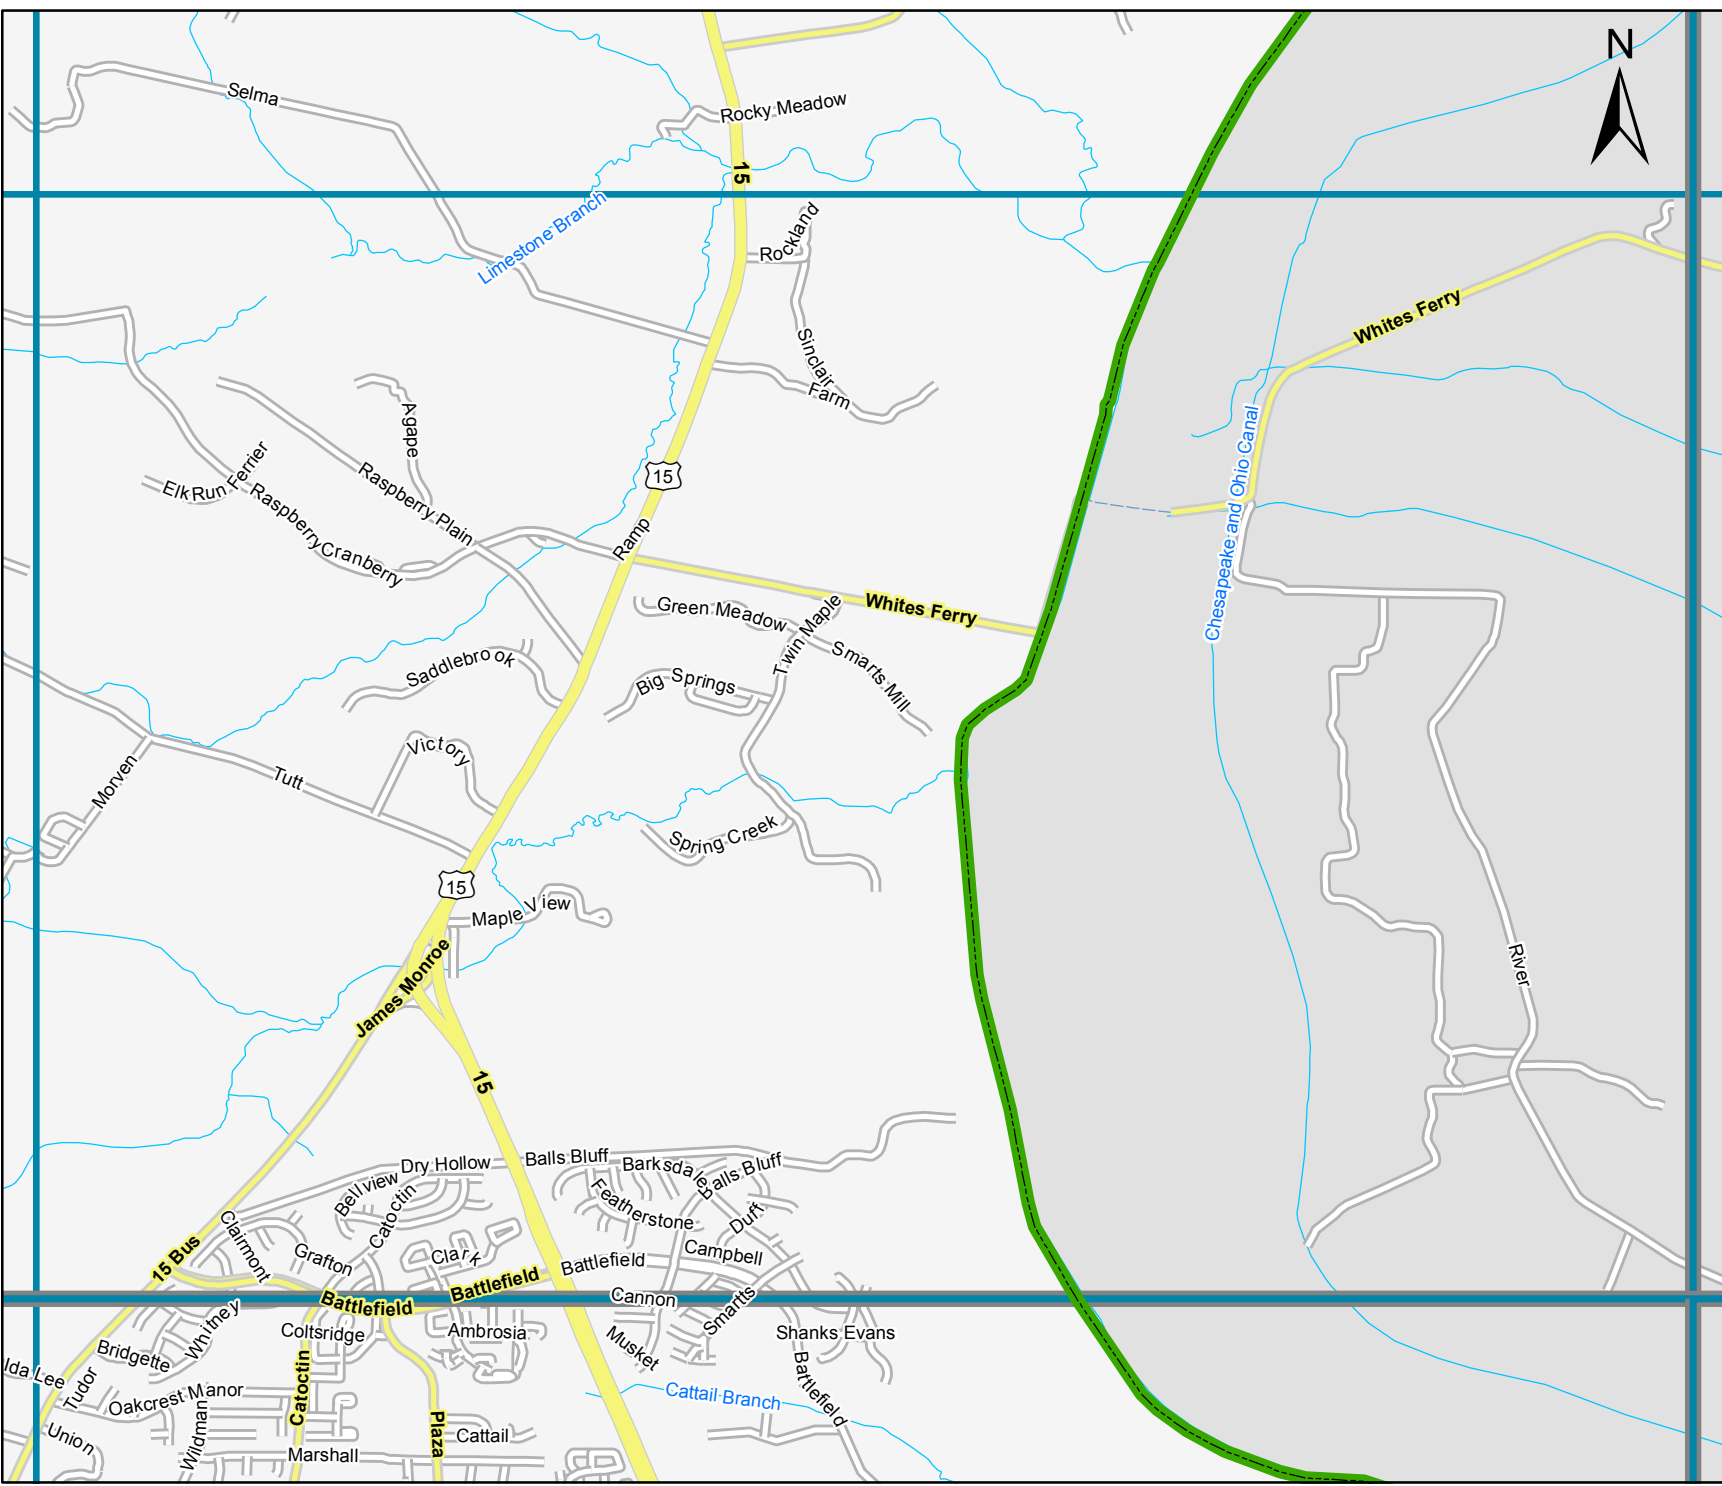 N
Selma
Rocky Meadow
15
Limestone Branch
Rockland
Whites Ferry
Sinclair
Farm
Agape
Ferrier
ElkRun
Raspberry
Raspberry Plain
Cranberry
15
Ramp
Chesapeake and Ohio Canal
Green Meadow
Twin Maple
Whites Ferry
Saddlebrook
Big Springs
Smarts Mill
Victory
Morven
Tutt
Spring Creek
15
Maple View
James Monroe
River
15
Dry Hollow
Balls Bluff
Barksdale
Balls Bluff
Bellview
Catoctin
Featherstone
Duff
Clairmont
15 Bus
Grafton
Clark
Battlefield
Battlefield
Campbell
Battlefield
Cannon
Smartts
Whitney
Coltsridge
Ambrosia
Musket
Shanks Evans
Bridgette
Ida Lee
Tudor
Oakcrest Manor
Catoctin
Cattail Branch
Battlefield
Union
Wildman
Marshall
Plaza
Cattail